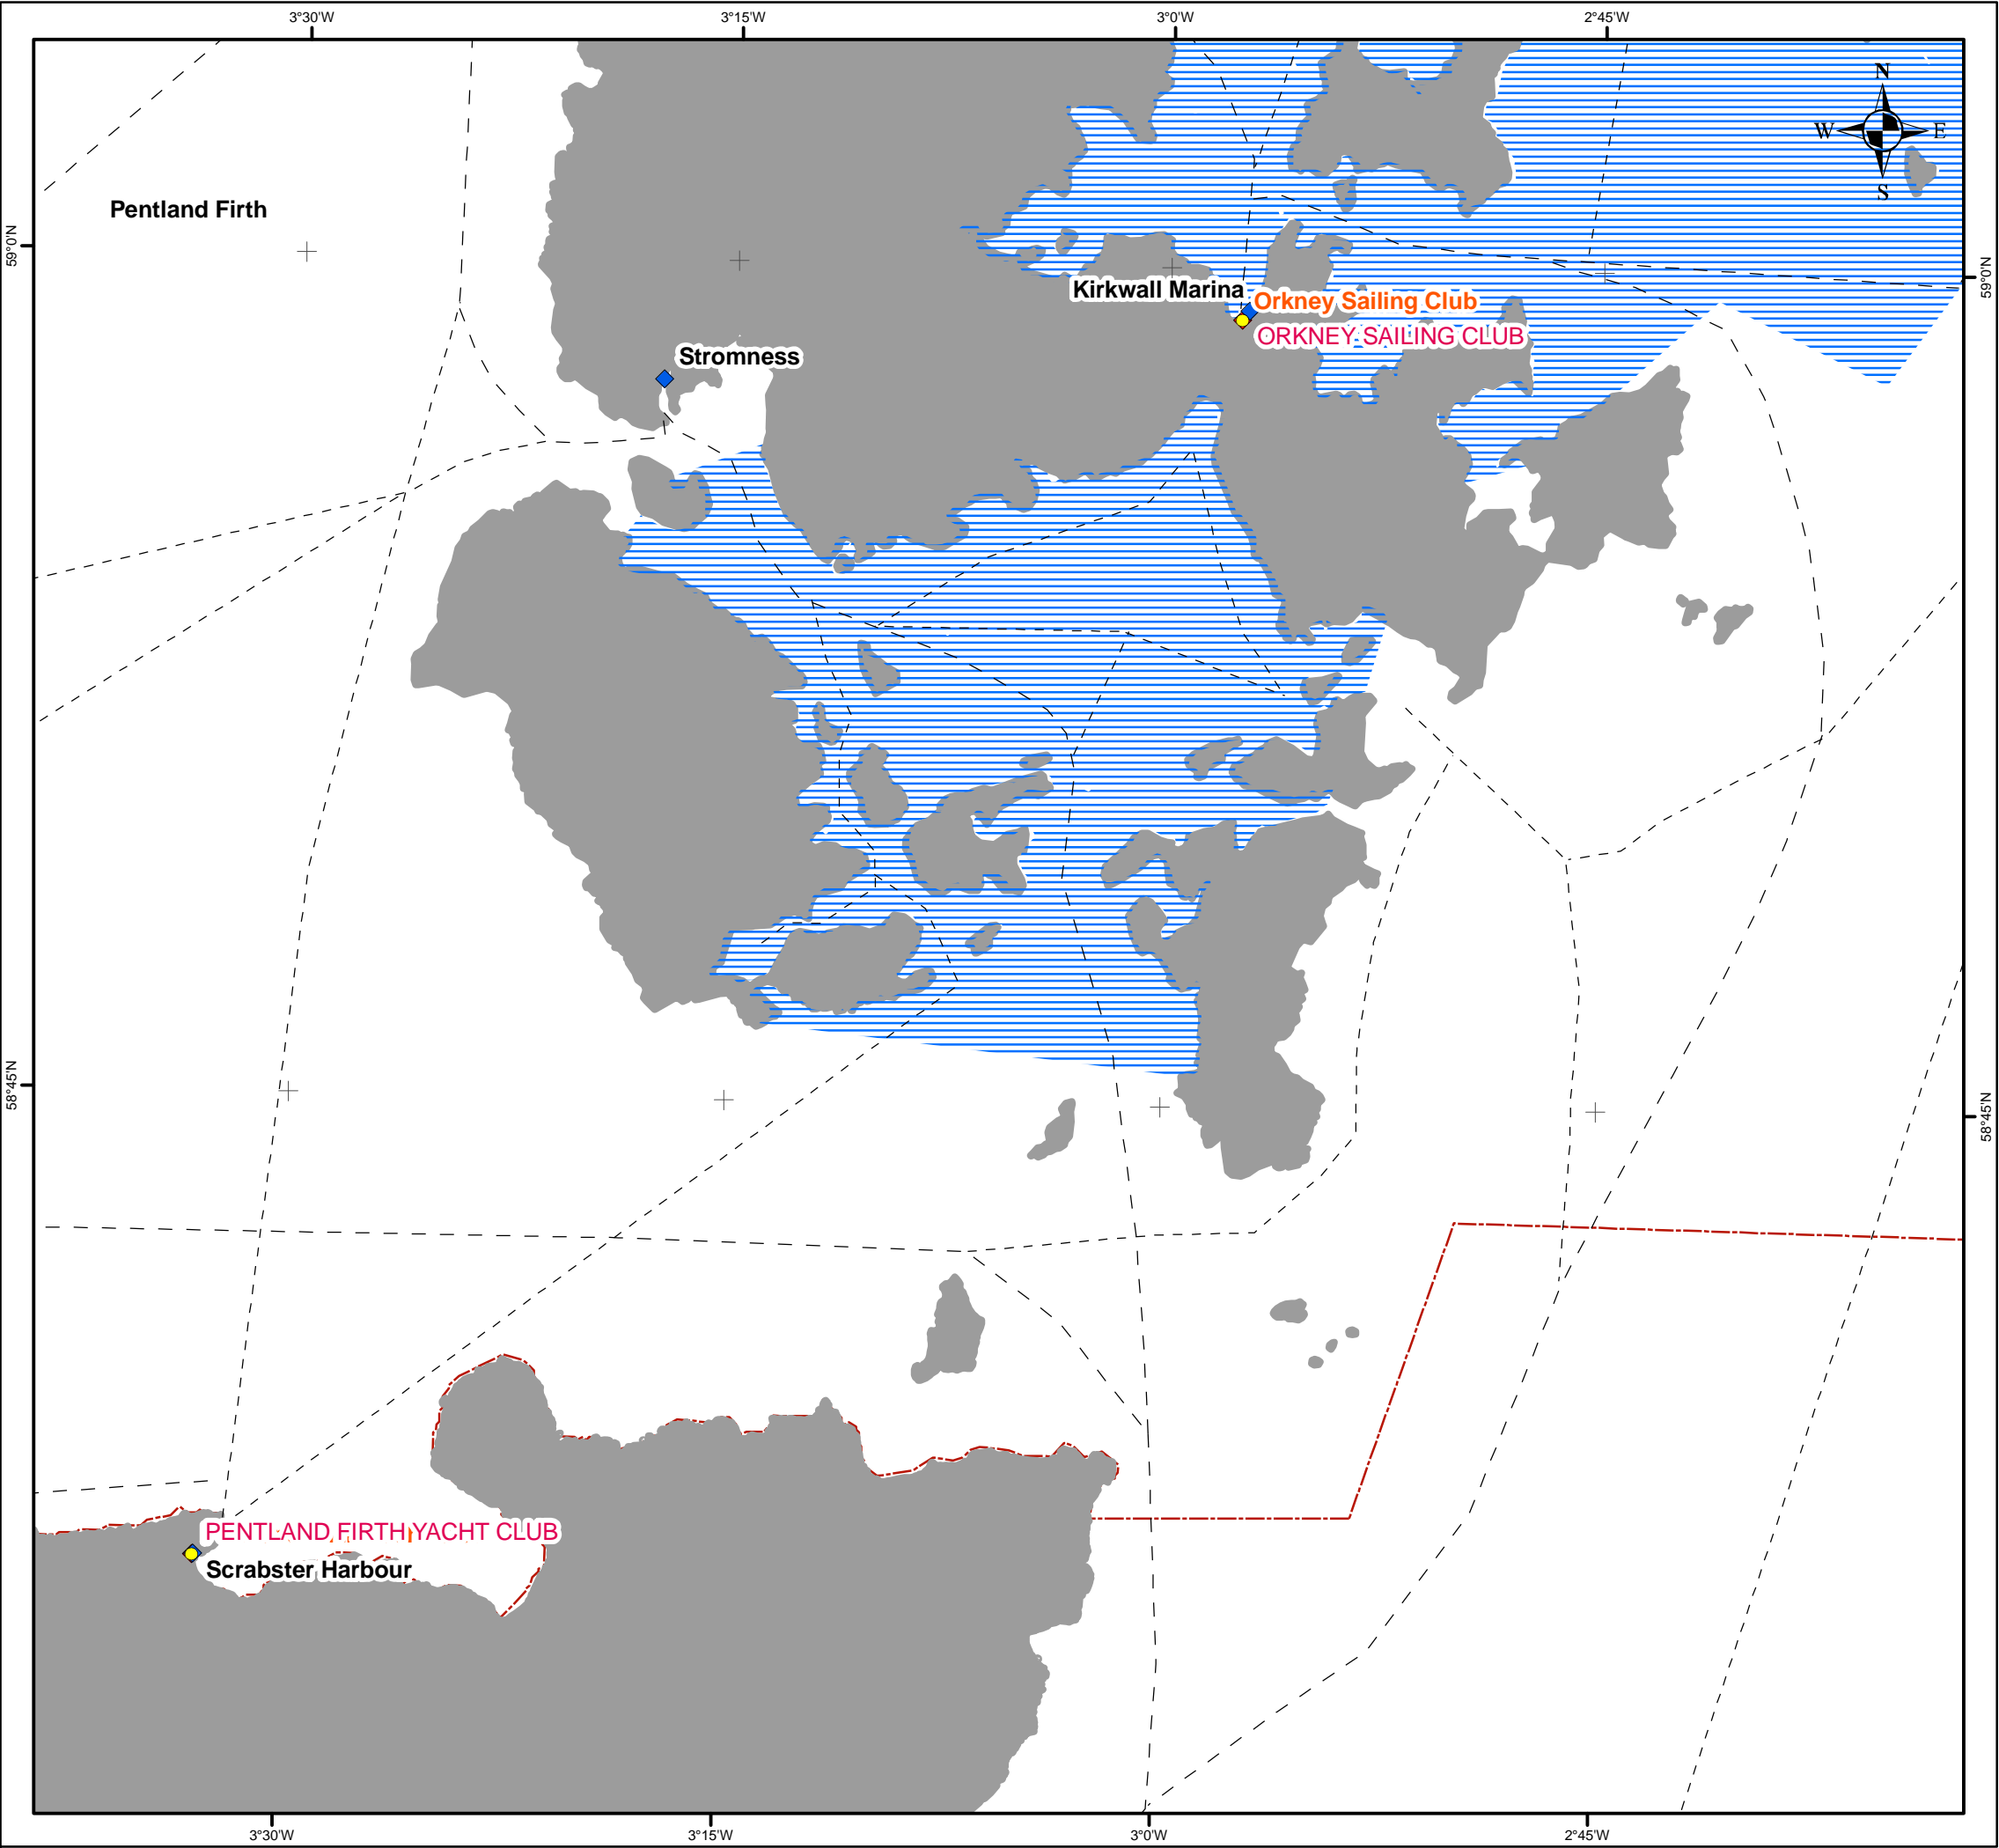 3°30'W
3°15'W
3°0'W
2°45'W
N
W
E
S
Pentland Firth
59°0'N
59°0'N
Kirkwall Marina
Orkney Sailing Club
ORKNEY SAILING CLUB
Stromness
58°45'N
58°45'N
PENTLAND FIRTH YACHT CLUB
Scrabster Harbour
3°30'W
3°15'W
3°0'W
2°45'W